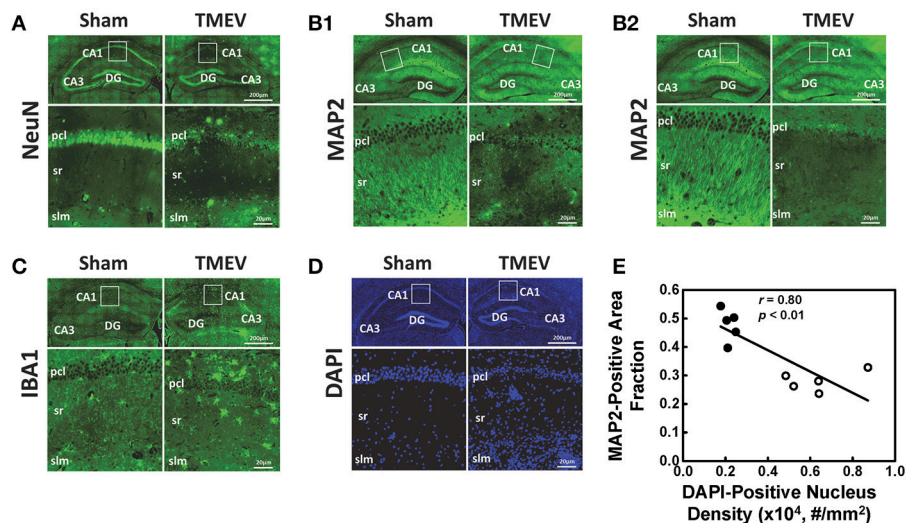 A
Sham
TMEV
NeuN
CA1
CA3
DG
CA1
CA3
DG
200µm
pcl
sr
slm
pcl
sr
slm
20µm
B1
Sham
TMEV
MAP2
CA1
CA3
DG
CA1
CA3
DG
200µm
pcl
sr
slm
pcl
sr
slm
20µm
B2
Sham
TMEV
MAP2
CA1
CA3
DG
CA1
CA3
DG
200µm
pcl
sr
slm
pcl
sr
slm
20µm
C
Sham
TMEV
IBA1
CA1
CA3
DG
CA1
CA3
DG
200µm
pcl
sr
slm
pcl
sr
slm
20µm
D
Sham
TMEV
DAPI
CA1
CA3
DG
CA1
CA3
DG
200µm
pcl
sr
slm
pcl
sr
slm
20µm
E
r = 0.80
p < 0.01
MAP2-Positive Area
Fraction
0.6
0.5
0.4
0.3
0.2
0.1
0.0
0.0 0.2 0.4 0.6 0.8 1.0
DAPI-Positive Nucleus
Density (x10⁴, #/mm²)